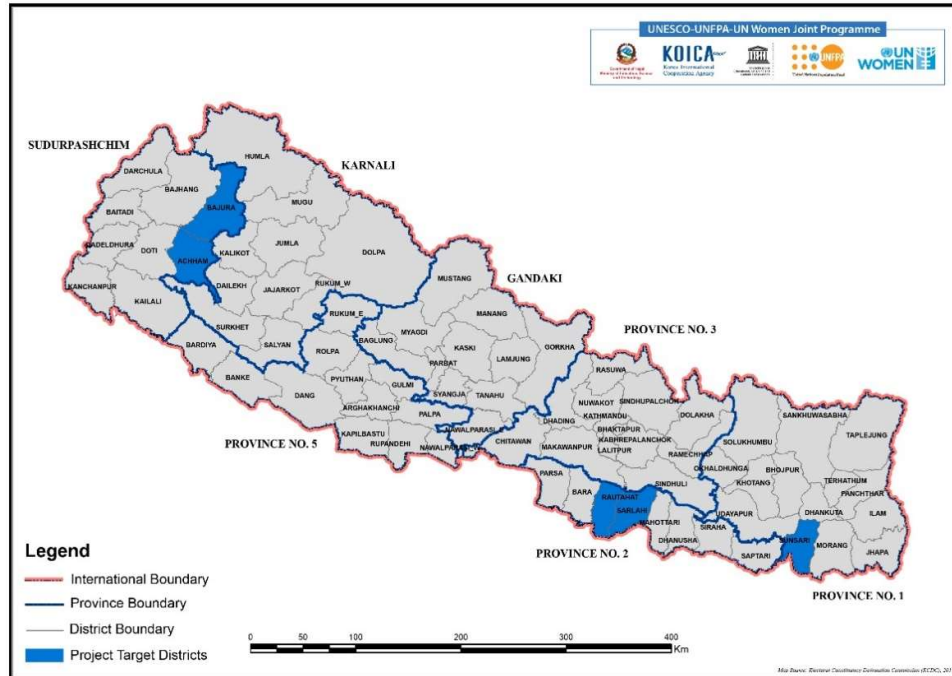 UNESCO-UNFPA-UN Women Joint Programme
KOICA
Korea International
Cooperation Agency
UNFPA
UN
WOMEN
SUDURPASHCHIM
KARNALI
GANDAKI
PROVINCE NO. 3
PROVINCE NO. 5
PROVINCE NO. 2
PROVINCE NO. 1
HUMLA
DARCHULA
BAJHANG
BAJURA
MUGU
BAITADI
DOTI
ACHHAM
KALIKOT
JUMLA
DOLPA
KANCHANPUR
KAILALI
DAILEKH
JAJARKOT
RUKUM_W
RUKUM_E
MUSTANG
MANANG
SURKHET
SALYAN
ROLPA
BAGLUNG
MYAGDI
KASKI
LAMJUNG
GORKHA
PARBAT
BARDIYA
BANKE
DANG
PYUTHAN
GULMI
SYANGJA
TANAHU
ARGHAKHANCHI
PALPA
KAPILBASTU
RUPANDEHI
CHITAWAN
RASUWA
NUWAKOT
SINDHUPALCHOK
DOLAKHA
KATHMANDU
DHADING
BHAKTAPUR
KABHREPALANCHOK
LALITPUR
MAKAWANPUR
RAMECHHAP
SINDHULI
PARSA
BARA
RAUTAHAT
SARLAHI
MAHOTTARI
DHANUSHA
SIRAHA
SAPTARI
SANKHUWASABHA
TAPLEJUNG
SOLUKHUMBU
OKHALDHUNGA
KHOTANG
BHOJPUR
TERHATHUM
PANCHTHAR
UDAYAPUR
DHANKUTA
ILAM
SUNSARI
MORANG
JHAPA
Legend
International Boundary
Province Boundary
District Boundary
Project Target Districts
0 50 100 200 300 400
Km